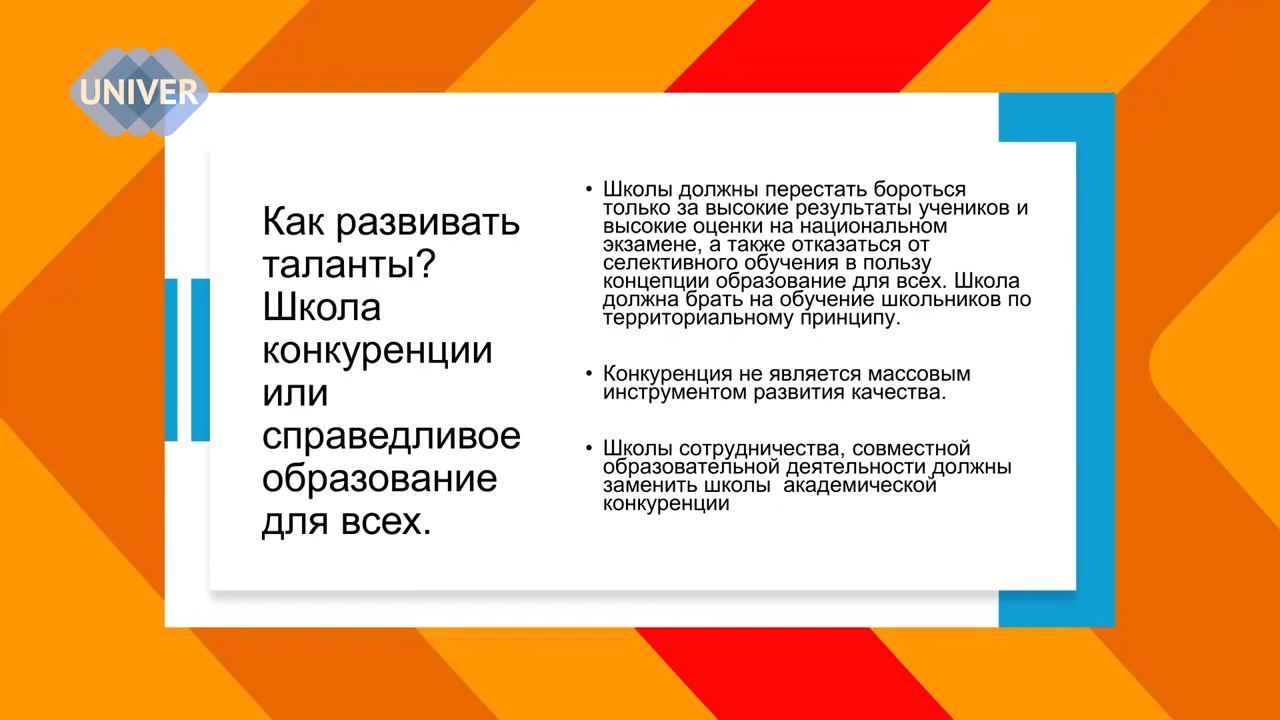 UNIVER
Как развивать
таланты?
Школа
конкуренции
или
справедливое
образование
для всех.
• Школы должны перестать бороться
только за высокие результаты учеников и
высокие оценки на национальном
экзамене, а также отказаться от
селективного обучения в пользу
концепции образование для всех. Школа
должна брать на обучение школьников по
территориальному принципу.
• Конкуренция не является массовым
инструментом развития качества.
• Школы сотрудничества, совместной
образовательной деятельности должны
заменить школы  академической
конкуренции